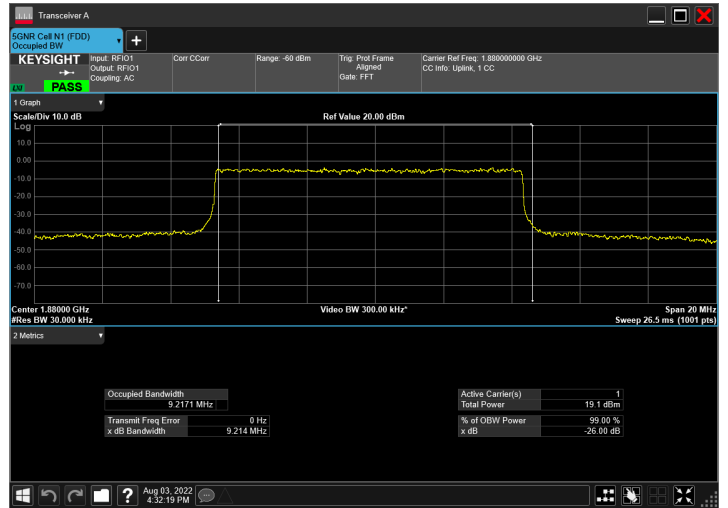 Transceiver A
5GNR Cell N1 (FDD)
Occupied BW
KEYSIGHT
PASS
LXI
Input: RFIO1
Output: RFIO1
Coupling: AC
Corr CCorr
Range: -60 dBm
Trig: Prot Frame
Aligned
Gate: FFT
Carrier Ref Freq: 1.880000000 GHz
CC Info: Uplink, 1 CC
1 Graph
Scale/Div 10.0 dB
Ref Value 20.00 dBm
Log
10.0
0.00
-10.0
-20.0
-30.0
-40.0
-50.0
-60.0
-70.0
Center 1.88000 GHz
Video BW 300.00 kHz*
Span 20 MHz
#Res BW 30.000 kHz
Sweep 26.5 ms (1001 pts)
2 Metrics
Occupied Bandwidth
9.2171 MHz
Transmit Freq Error 0 Hz
x dB Bandwidth 9.214 MHz
Active Carrier(s) 1
Total Power 19.1 dBm
% of OBW Power 99.00 %
x dB -26.00 dB
?
Aug 03, 2022
4:32:19 PM